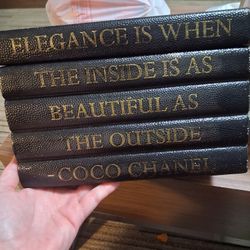 ELEGANCE IS WHEN
THE INSIDE IS AS
BEAUTIFUL AS
THE OUTSIDE
-COCO CHANEL